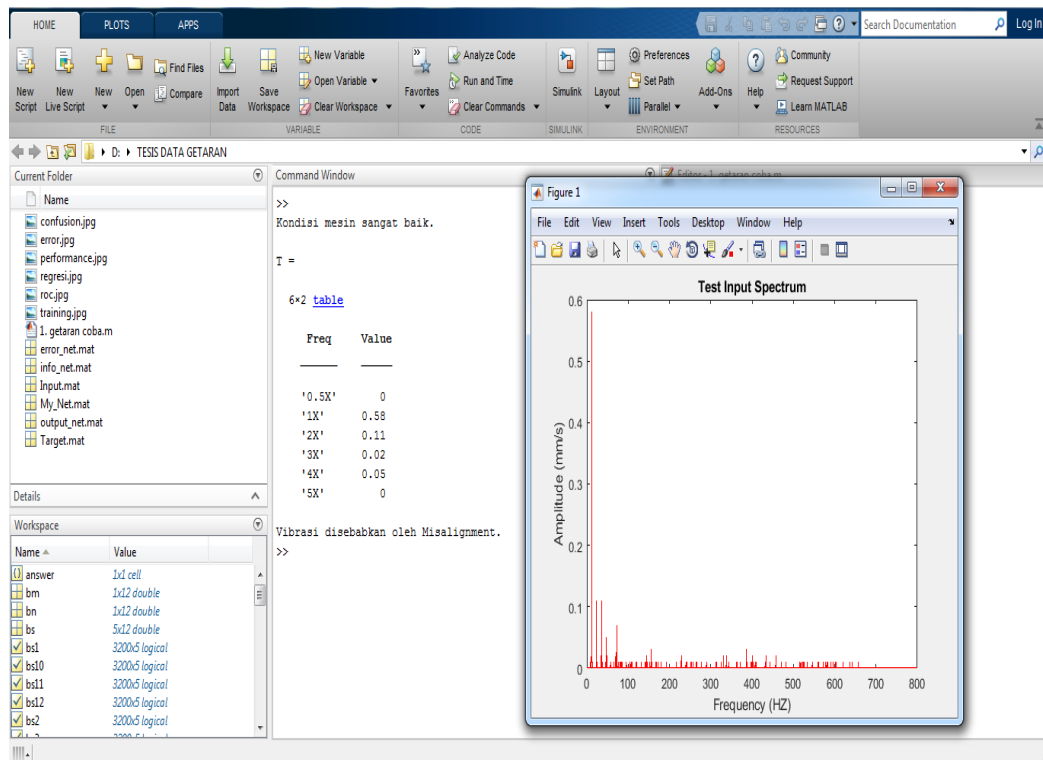 HOME PLOTS APPS
Search Documentation
Log In
New Script
New Live Script
New
Open
Find Files
Compare
Import Data
Save Workspace
New Variable
Open Variable
Clear Workspace
Favorites
Analyze Code
Run and Time
Clear Commands
Simulink
Layout
Preferences
Set Path
Parallel
Add-Ons
Help
Community
Request Support
Learn MATLAB
FILE VARIABLE CODE SIMULINK ENVIRONMENT RESOURCES
D: TESIS DATA GETARAN
Current Folder
Name
confusion.jpg
error.jpg
performance.jpg
regresi.jpg
roc.jpg
training.jpg
1. getaran coba.m
error_net.mat
info_net.mat
Input.mat
My_Net.mat
output_net.mat
Target.mat
Details
Workspace
Name Value
answer 1x1 cell
bm 1x12 double
bn 1x12 double
bs 5x12 double
bs1 3200x5 logical
bs10 3200x5 logical
bs11 3200x5 logical
bs12 3200x5 logical
bs2 3200x5 logical
Command Window
>>
Kondisi mesin sangat baik.
T =
6×2 table
Freq Value
'0.5X' 0
'1X' 0.58
'2X' 0.11
'3X' 0.02
'4X' 0.05
'5X' 0
Vibrasi disebabkan oleh Misalignment.
>>
Editor - 1. getaran coba.m
Figure 1
File Edit View Insert Tools Desktop Window Help
Test Input Spectrum
Amplitude (mm/s)
0.6
0.5
0.4
0.3
0.2
0.1
0
0 100 200 300 400 500 600 700 800
Frequency (HZ)